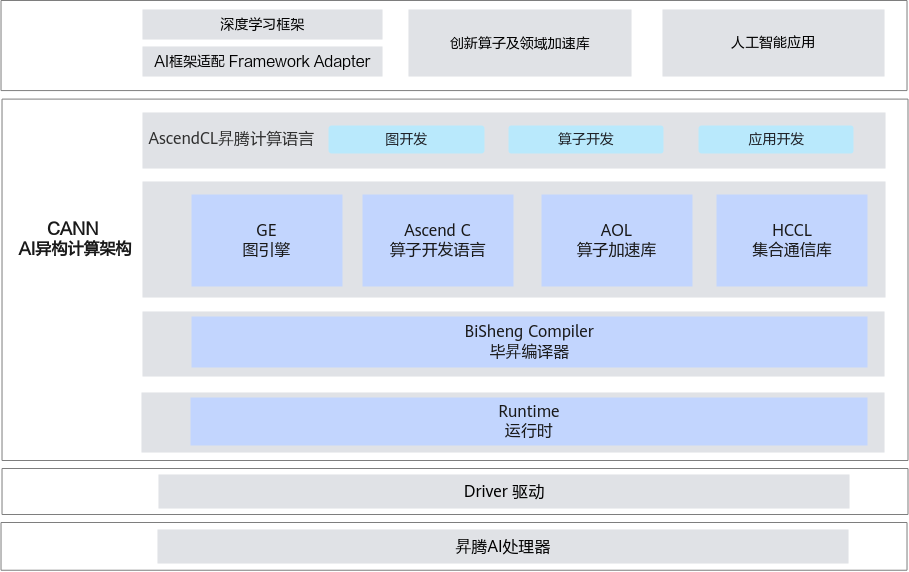 深度学习框架
AI框架适配 Framework Adapter
创新算子及领域加速库
人工智能应用
CANN
AI异构计算架构
AscendCL昇腾计算语言
图开发
算子开发
应用开发
GE
图引擎
Ascend C
算子开发语言
AOL
算子加速库
HCCL
集合通信库
BiSheng Compiler
毕昇编译器
Runtime
运行时
Driver 驱动
昇腾AI处理器